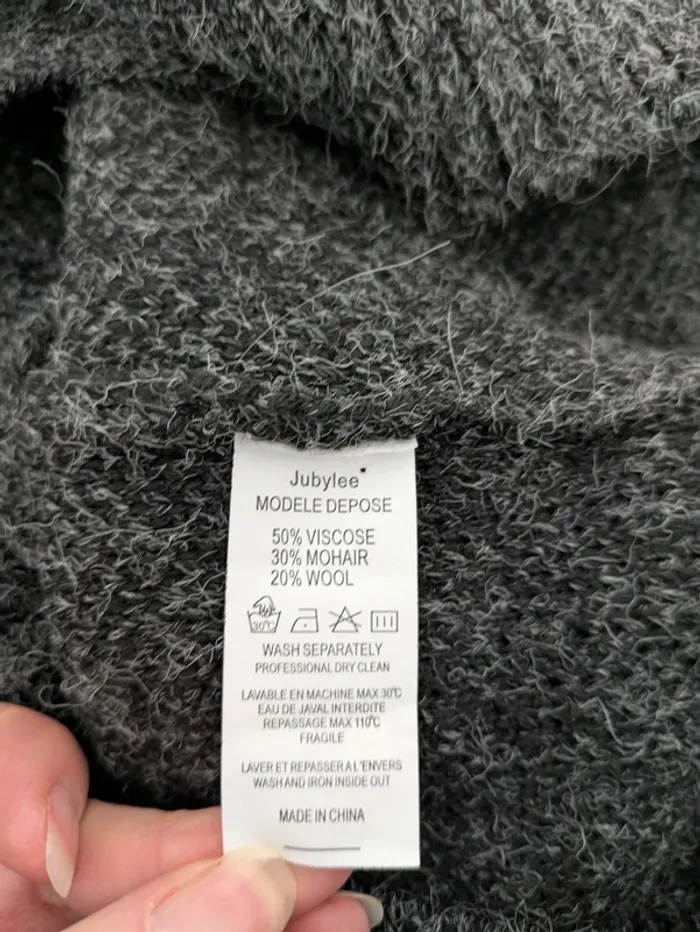 Jubylee
MODELE DEPOSE
50% VISCOSE
30% MOHAIR
20% WOOL
30°C
WASH SEPARATELY
PROFESSIONAL DRY CLEAN
LAVABLE EN MACHINE MAX 30°C
EAU DE JAVAL INTERDITE
REPASSAGE MAX 110°C
FRAGILE
LAVER ET REPASSER A L'ENVERS
WASH AND IRON INSIDE OUT
MADE IN CHINA